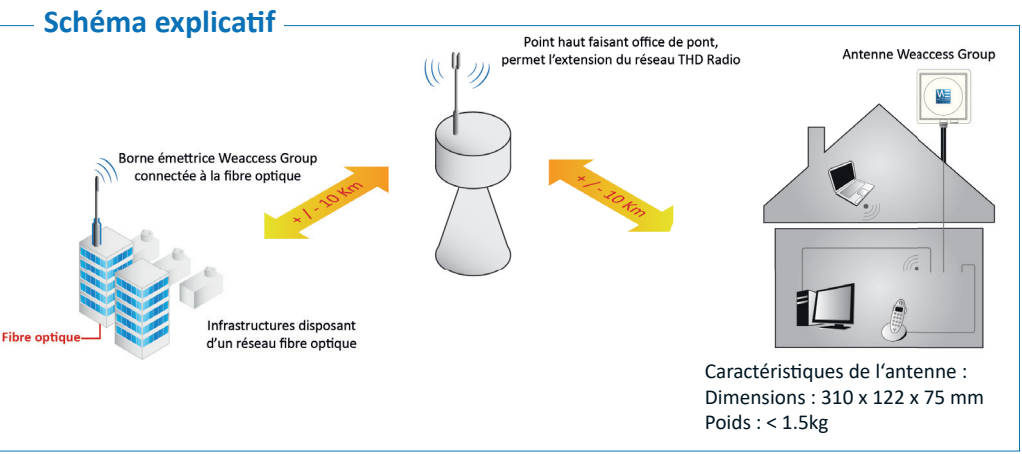 Schéma explicatif
Point haut faisant office de pont,
permet l'extension du réseau THD Radio
Antenne Weaccess Group
WE
Borne émettrice Weaccess Group
connectée à la fibre optique
+ / - 10 Km
+ / - 10 Km
Fibre optique
Infrastructures disposant
d'un réseau fibre optique
Caractéristiques de l'antenne :
Dimensions : 310 x 122 x 75 mm
Poids : < 1.5kg